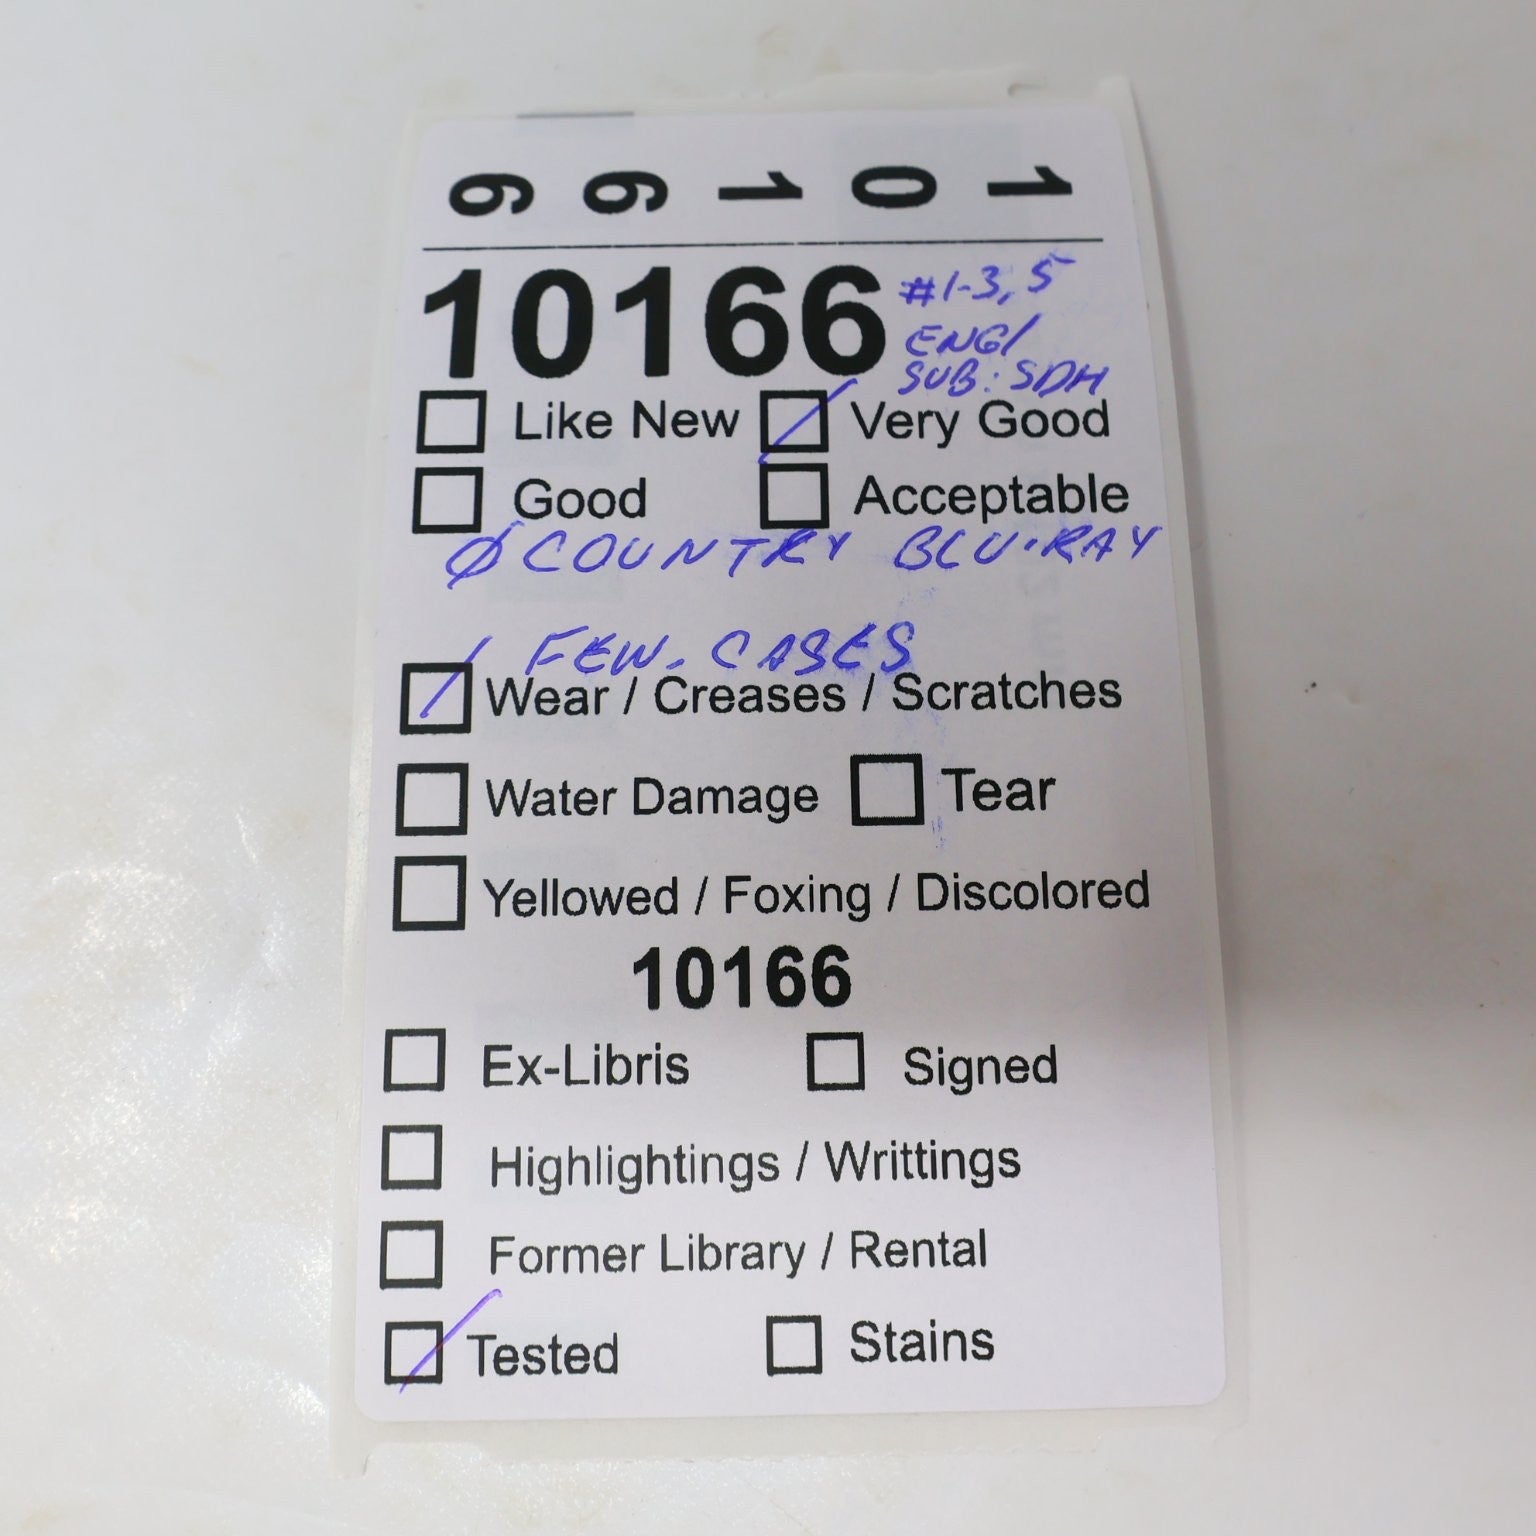 10166
10166 #1-3, 5
ENG/
SUB: SDH
Like New Very Good
Good Acceptable
Ø COUNTRY BLU-RAY
FEW CASES
Wear / Creases / Scratches
Water Damage Tear
Yellowed / Foxing / Discolored
10166
Ex-Libris Signed
Highlightings / Writtings
Former Library / Rental
Tested Stains